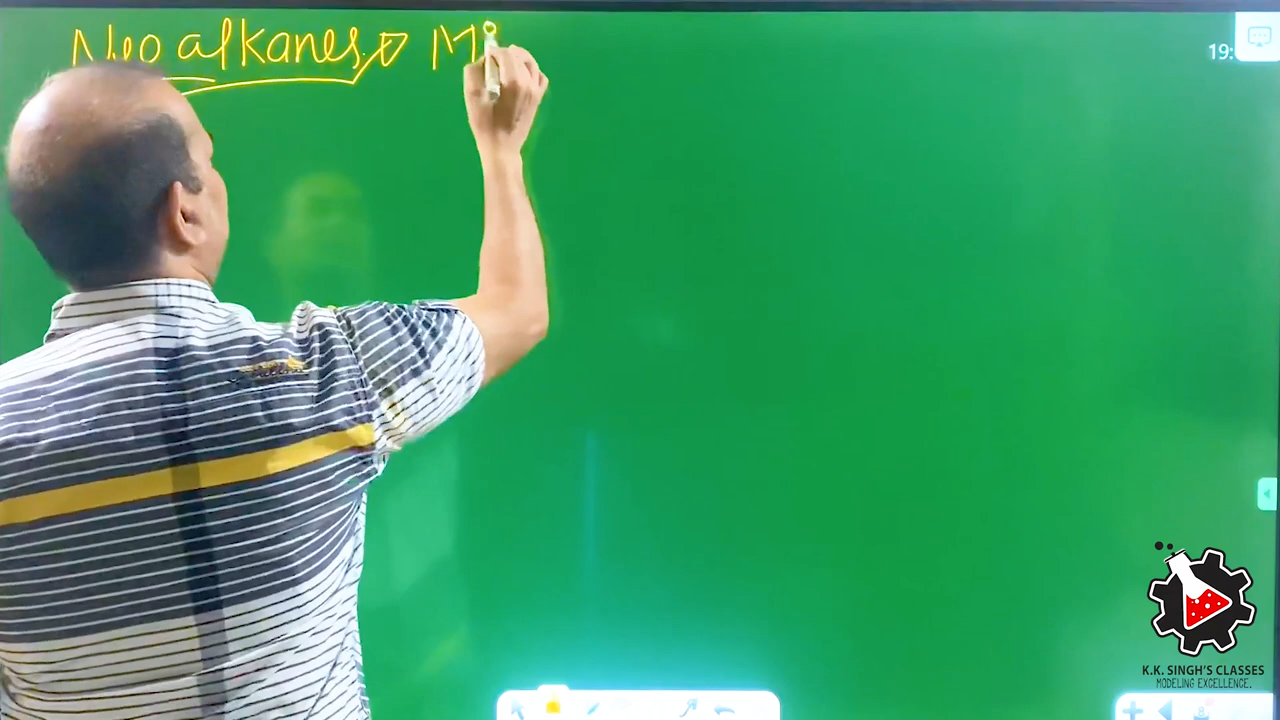 Neo alkanes M
19:
K.K. SINGH'S CLASSES
MODELING EXCELLENCE.